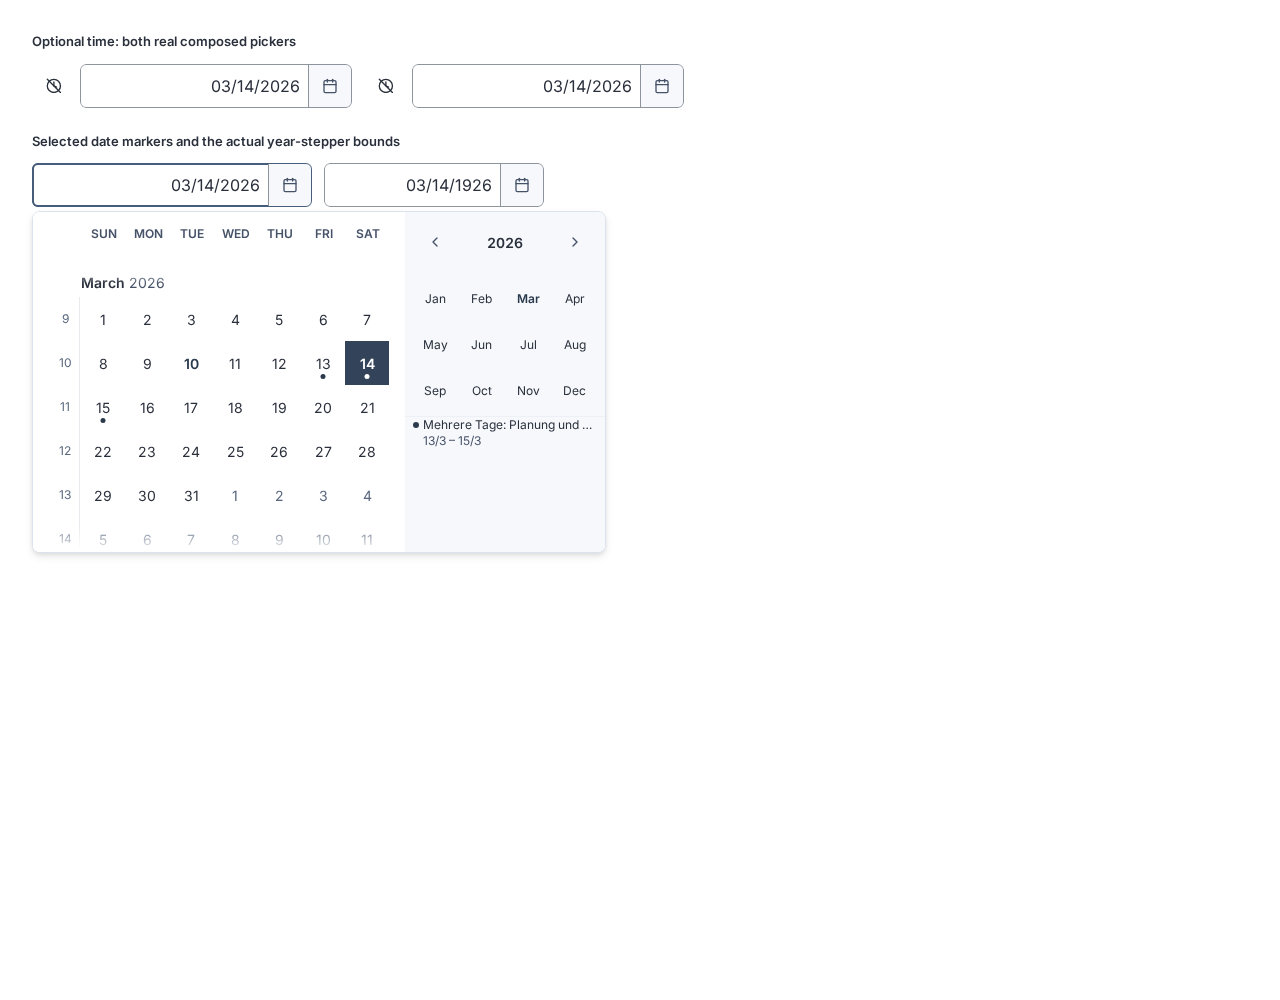 Optional time: both real composed pickers
03/14/2026 03/14/2026
Selected date markers and the actual year-stepper bounds
03/14/2026 03/14/1926
SUN MON TUE WED THU FRI SAT
March 2026
9 1 2 3 4 5 6 7
10 8 9 10 11 12 13 14
11 15 16 17 18 19 20 21
12 22 23 24 25 26 27 28
13 29 30 31 1 2 3 4
14 5 6 7 8 9 10 11
2026
Jan Feb Mar Apr
May Jun Jul Aug
Sep Oct Nov Dec
Mehrere Tage: Planung und ...
13/3 – 15/3